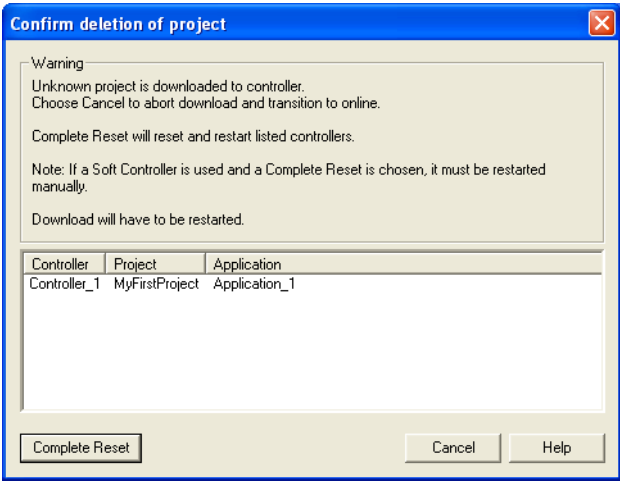 Confirm deletion of project
Warning
Unknown project is downloaded to controller.
Choose Cancel to abort download and transition to online.
Complete Reset will reset and restart listed controllers.
Note: If a Soft Controller is used and a Complete Reset is chosen, it must be restarted
manually.
Download will have to be restarted.
Controller Project Application
Controller_1 MyFirstProject Application_1
Complete Reset Cancel Help